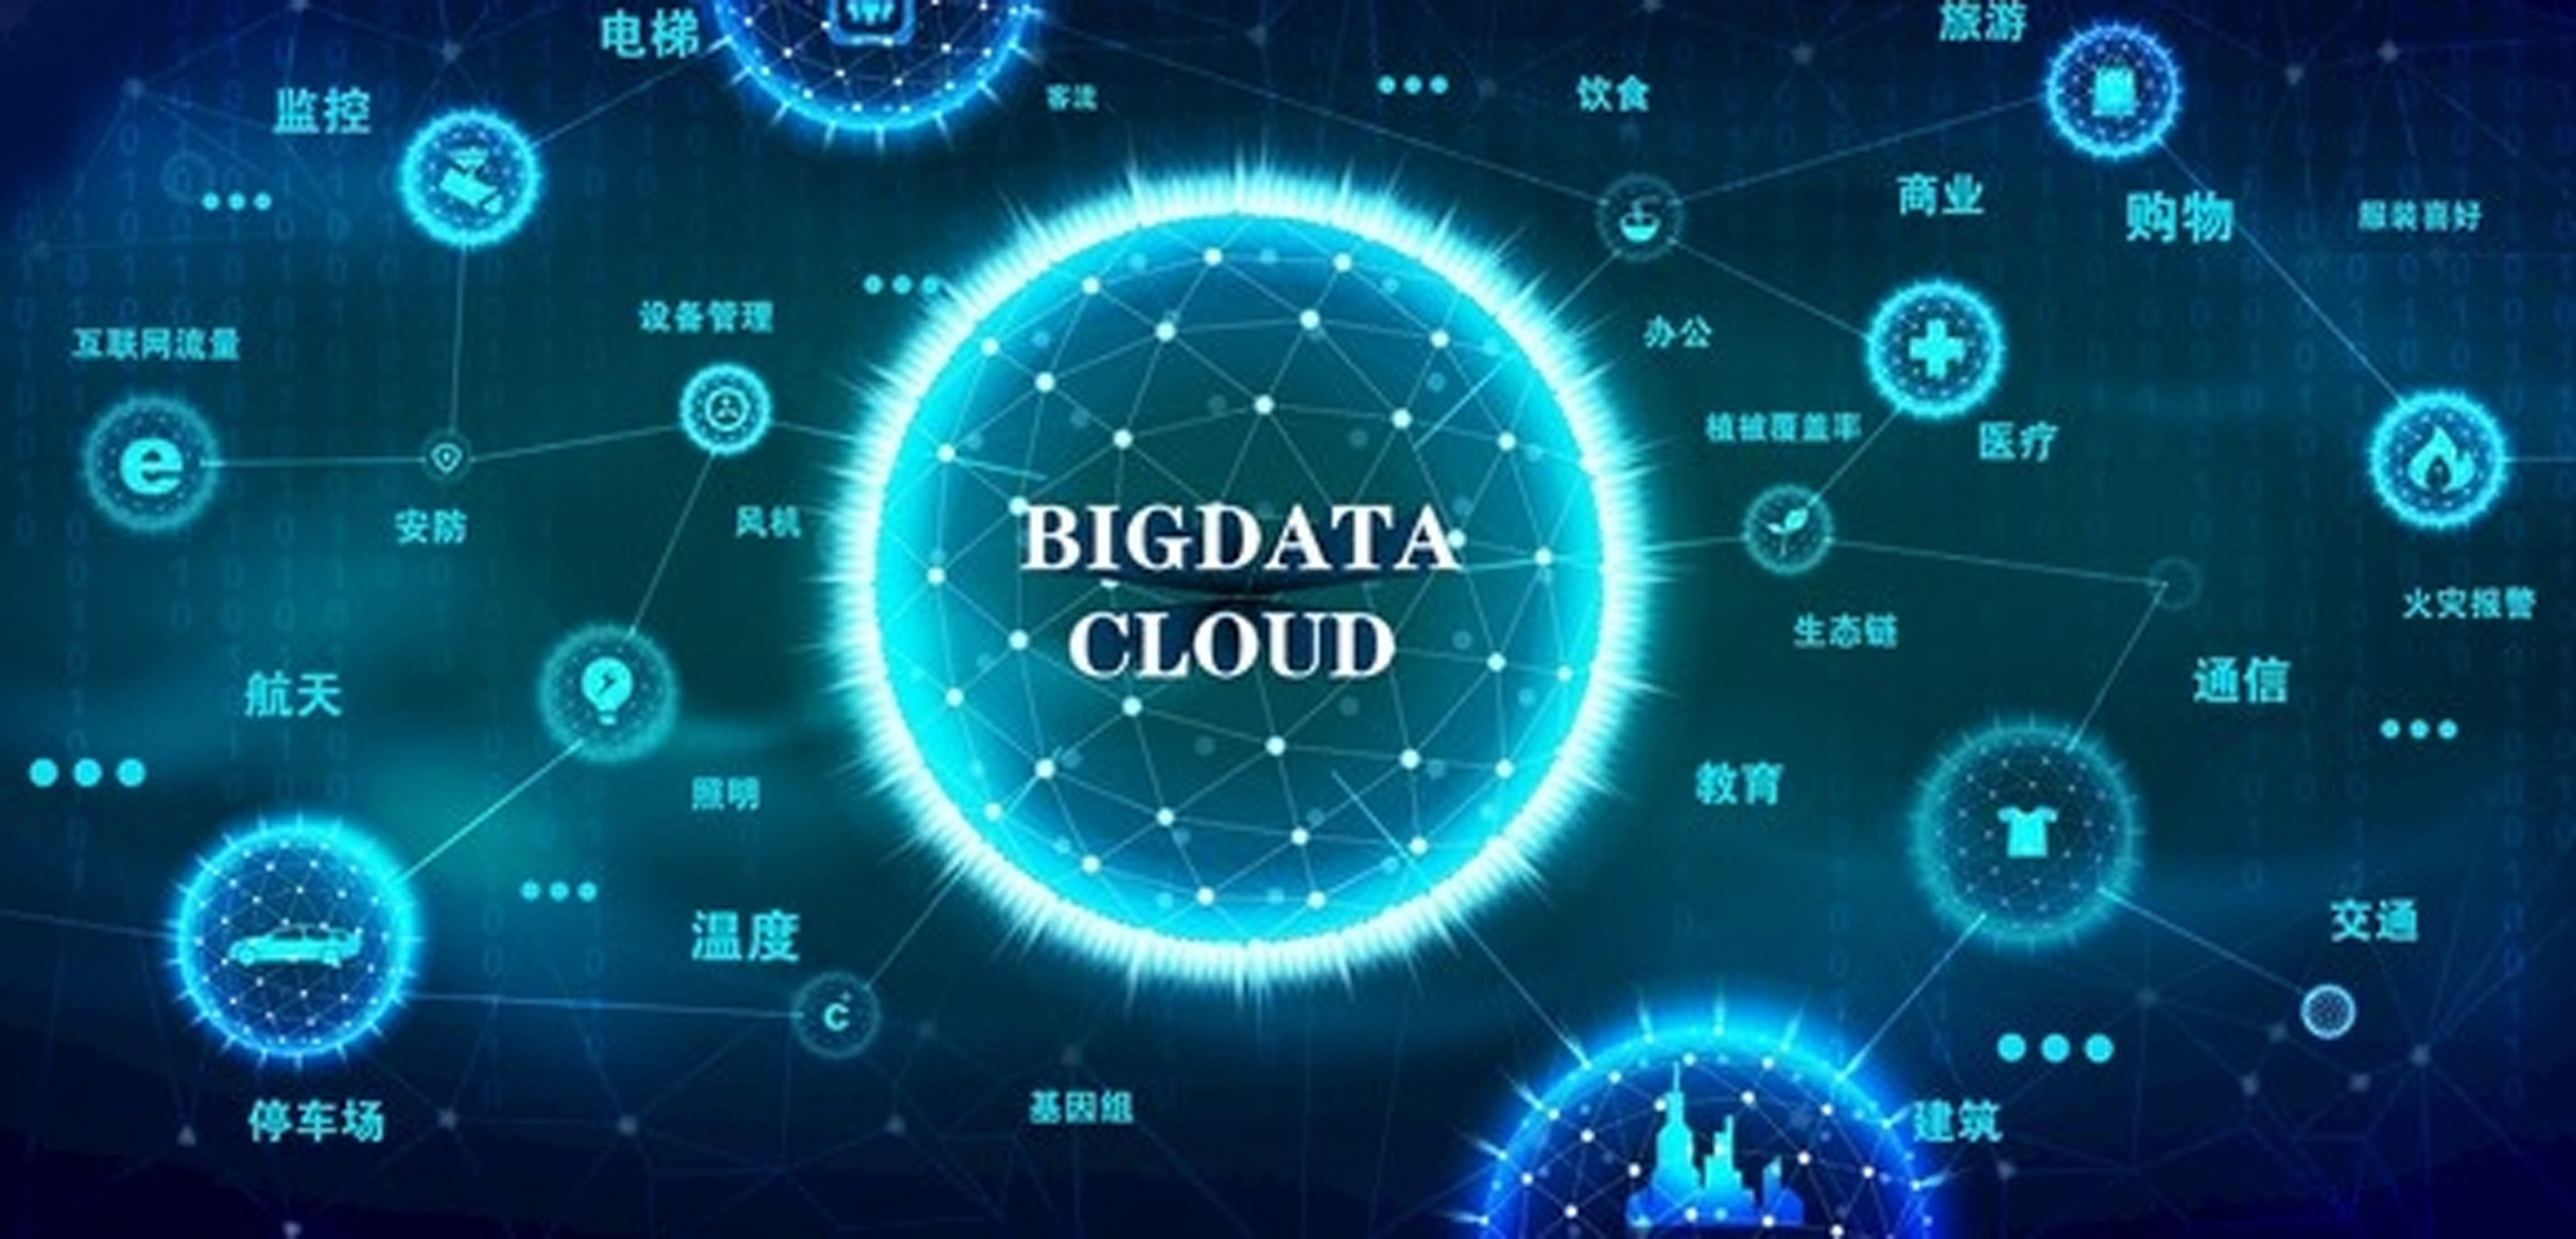 电梯
旅游
监控
客流
饮食
商业
购物
服装喜好
互联网流量
设备管理
办公
植被覆盖率
医疗
e
安防
风机
BIGDATA
CLOUD
生态链
火灾报警
航天
通信
照明
教育
温度
交通
C
停车场
基因组
建筑